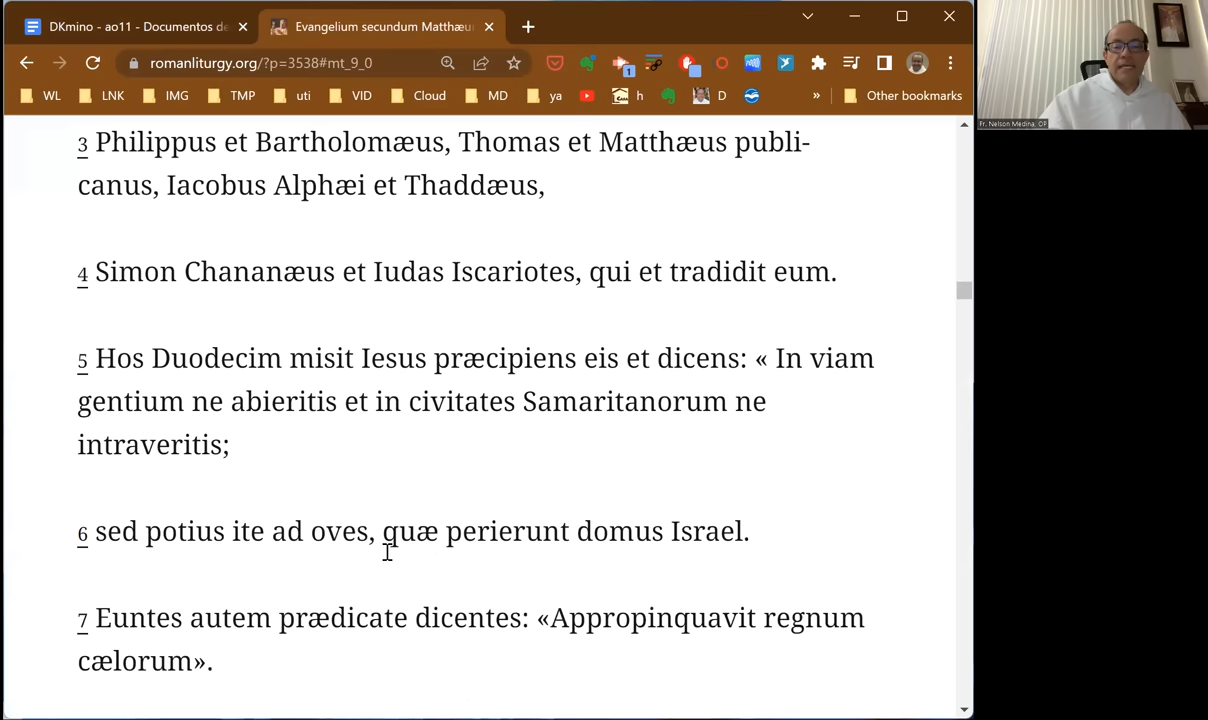 DKmino - ao11 - Documentos de
Evangelium secundum Matthæu
romanliturgy.org/?p=3538#mt_9_0
1
WL LNK IMG TMP uti VID Cloud MD ya h D » Other bookmarks
Fr. Nelson Medina, OP
3 Philippus et Bartholomæus, Thomas et Matthæus publi-
canus, Iacobus Alphæi et Thaddæus,
4 Simon Chananæus et Iudas Iscariotes, qui et tradidit eum.
5 Hos Duodecim misit Iesus præcipiens eis et dicens: « In viam
gentium ne abieritis et in civitates Samaritanorum ne
intraveritis;
6 sed potius ite ad oves, quæ perierunt domus Israel.
7 Euntes autem prædicate dicentes: «Appropinquavit regnum
cælorum».